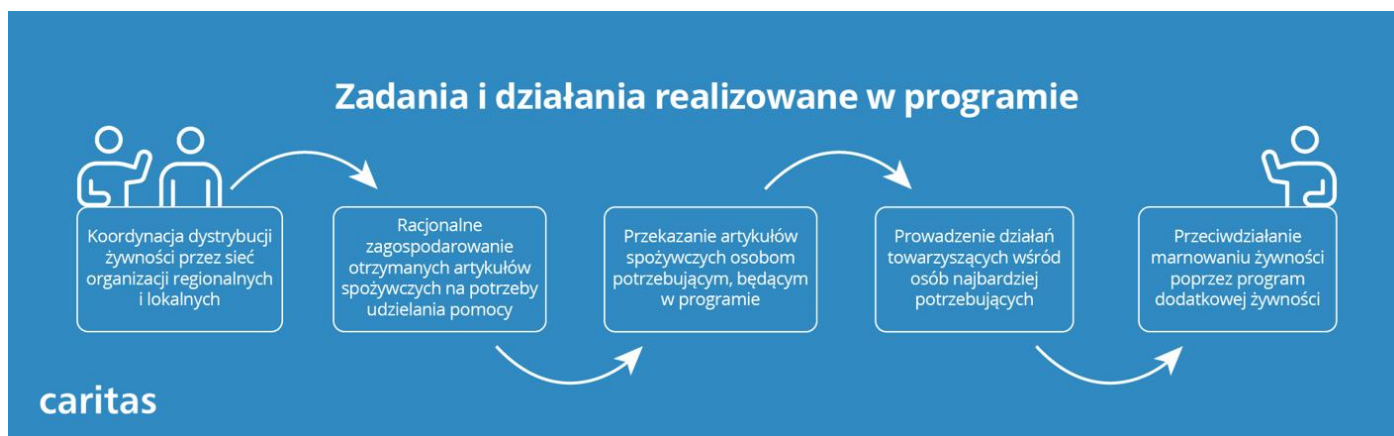 Zadania i działania realizowane w programie
Koordynacja dystrybucji
żywności przez sieć
organizacji regionalnych
i lokalnych
Racjonalne
zagospodarowanie
otrzymanych artykułów
spożywczych na potrzeby
udzielania pomocy
Przekazanie artykułów
spożywczych osobom
potrzebującym, będącym
w programie
Prowadzenie działań
towarzyszących wśród
osób najbardziej
potrzebujących
Przeciwdziałanie
marnowaniu żywności
poprzez program
dodatkowej żywności
caritas